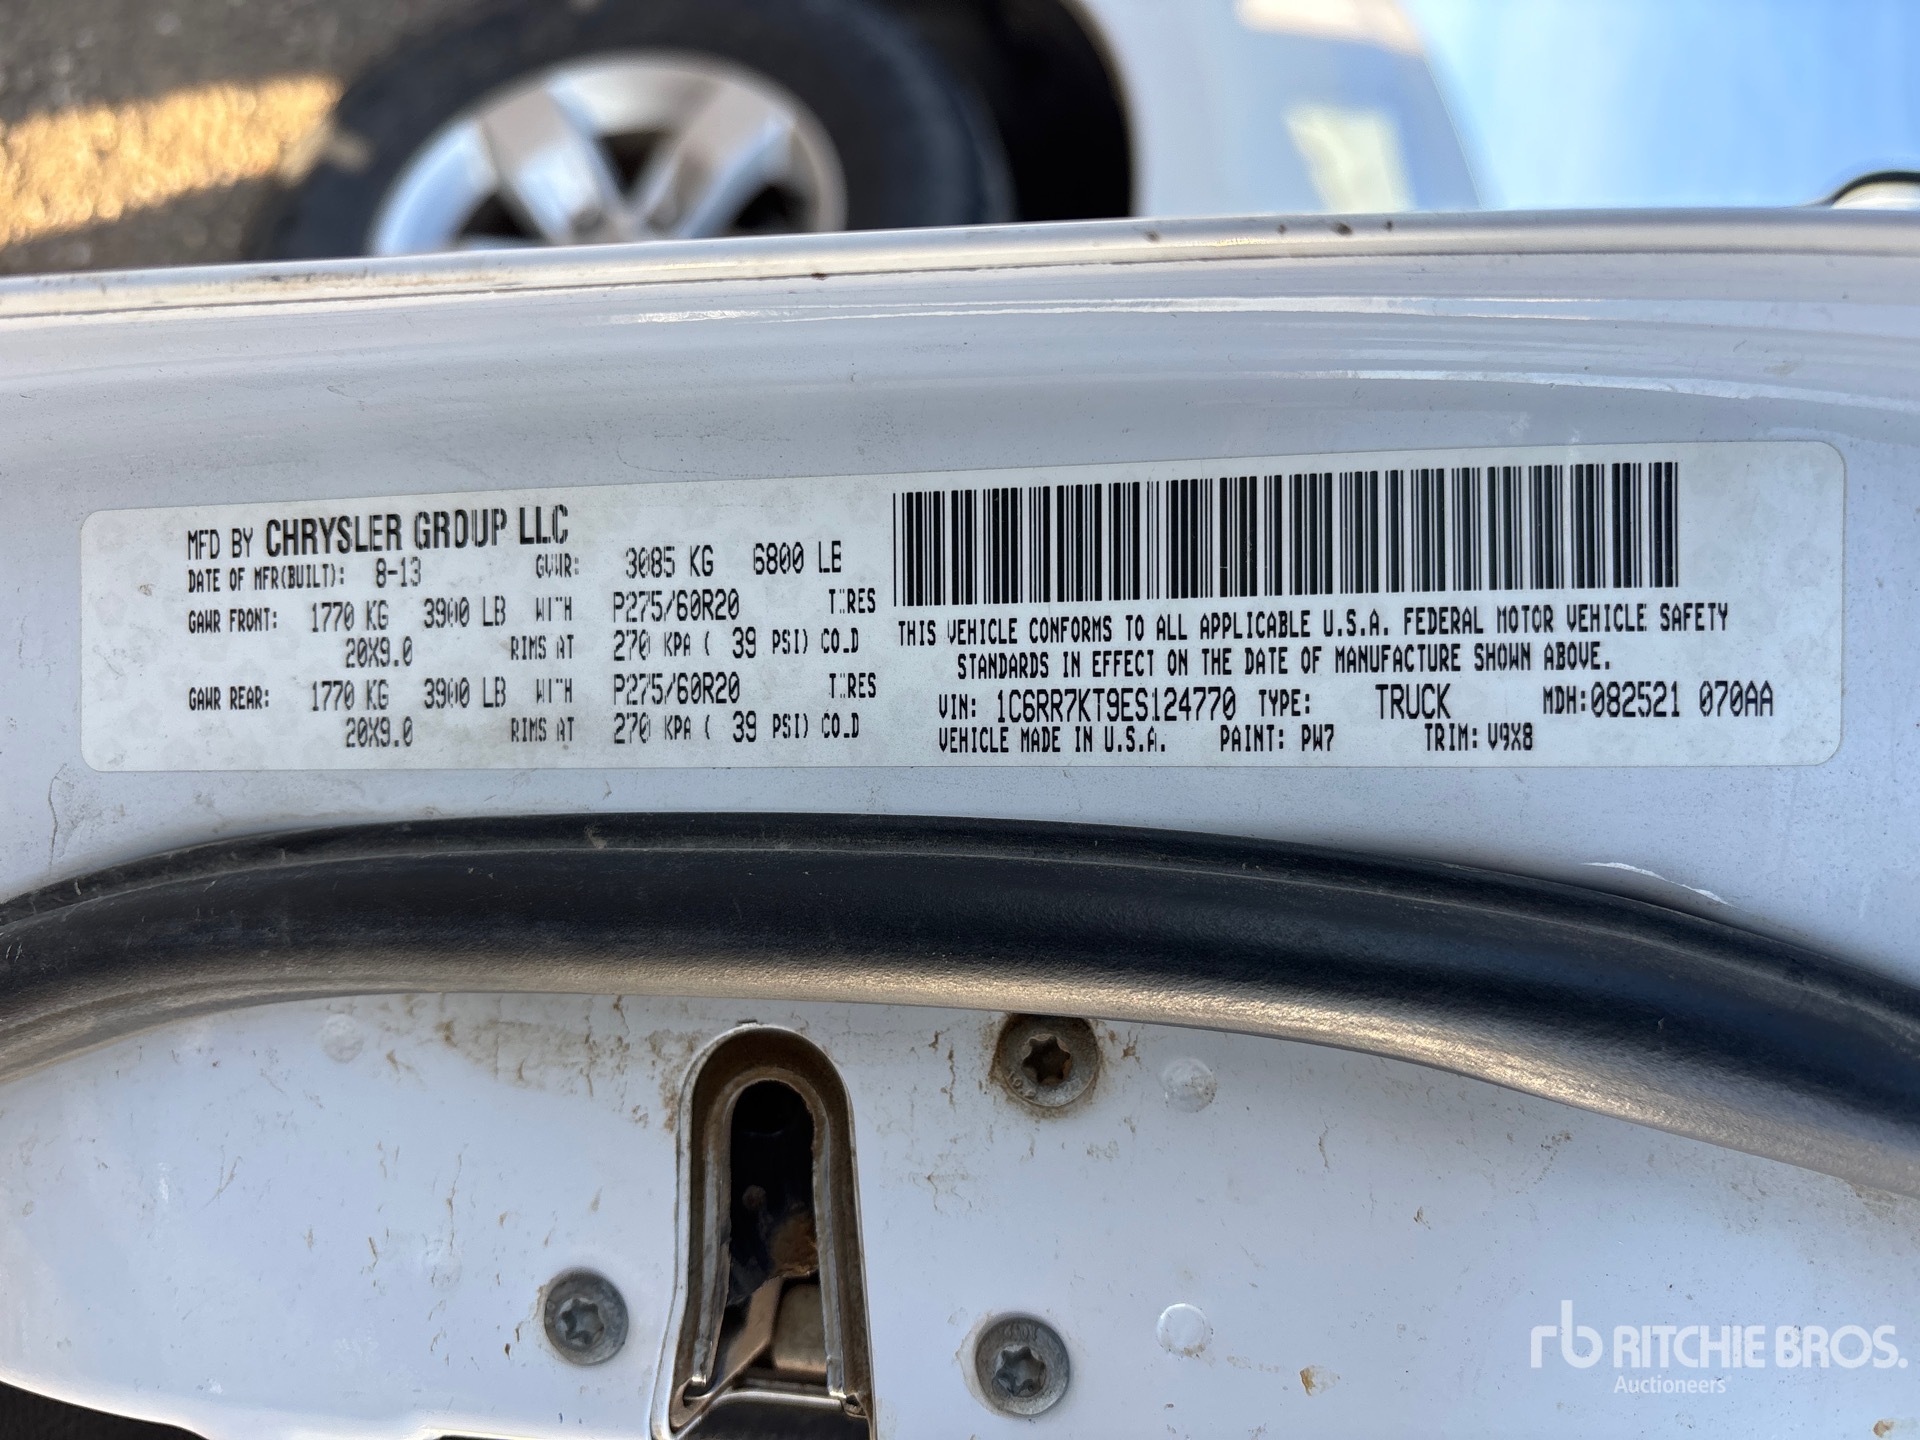 MFD BY CHRYSLER GROUP LLC
DATE OF MFR(BUILT): 8-13 GVWR: 3085 KG 6800 LB
GAWR FRONT: 1770 KG 3900 LB WITH P275/60R20 TIRES
20X9.0 RIMS AT 270 KPA ( 39 PSI) COLD
GAWR REAR: 1770 KG 3900 LB WITH P275/60R20 TIRES
20X9.0 RIMS AT 270 KPA ( 39 PSI) COLD
THIS VEHICLE CONFORMS TO ALL APPLICABLE U.S.A. FEDERAL MOTOR VEHICLE SAFETY
STANDARDS IN EFFECT ON THE DATE OF MANUFACTURE SHOWN ABOVE.
VIN: 1C6RR7KT9ES124770 TYPE: TRUCK MDH:082521 070AA
VEHICLE MADE IN U.S.A. PAINT: PW7 TRIM: V9X8
rb RITCHIE BROS.
Auctioneers